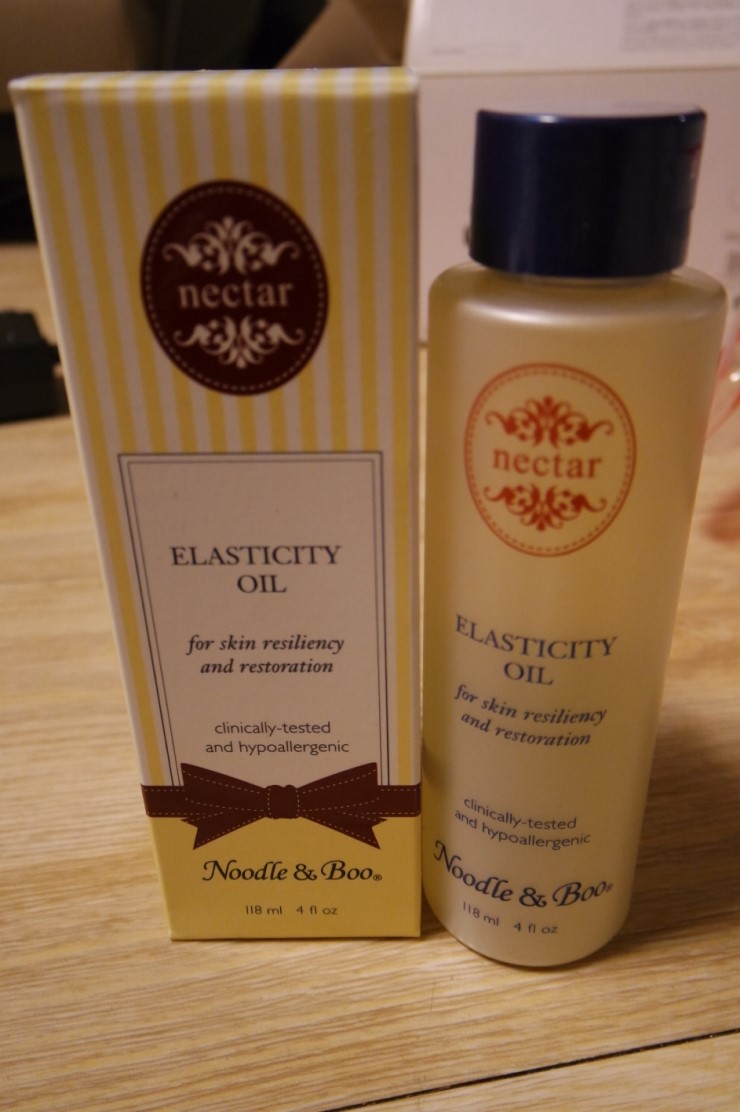 nectar
ELASTICITY
OIL
for skin resiliency
and restoration
clinically-tested
and hypoallergenic
Noodle & Boo®
118 ml 4 fl oz
nectar
ELASTICITY
OIL
for skin resiliency
and restoration
clinically-tested
and hypoallergenic
Noodle & Boo®
118 ml 4 fl oz